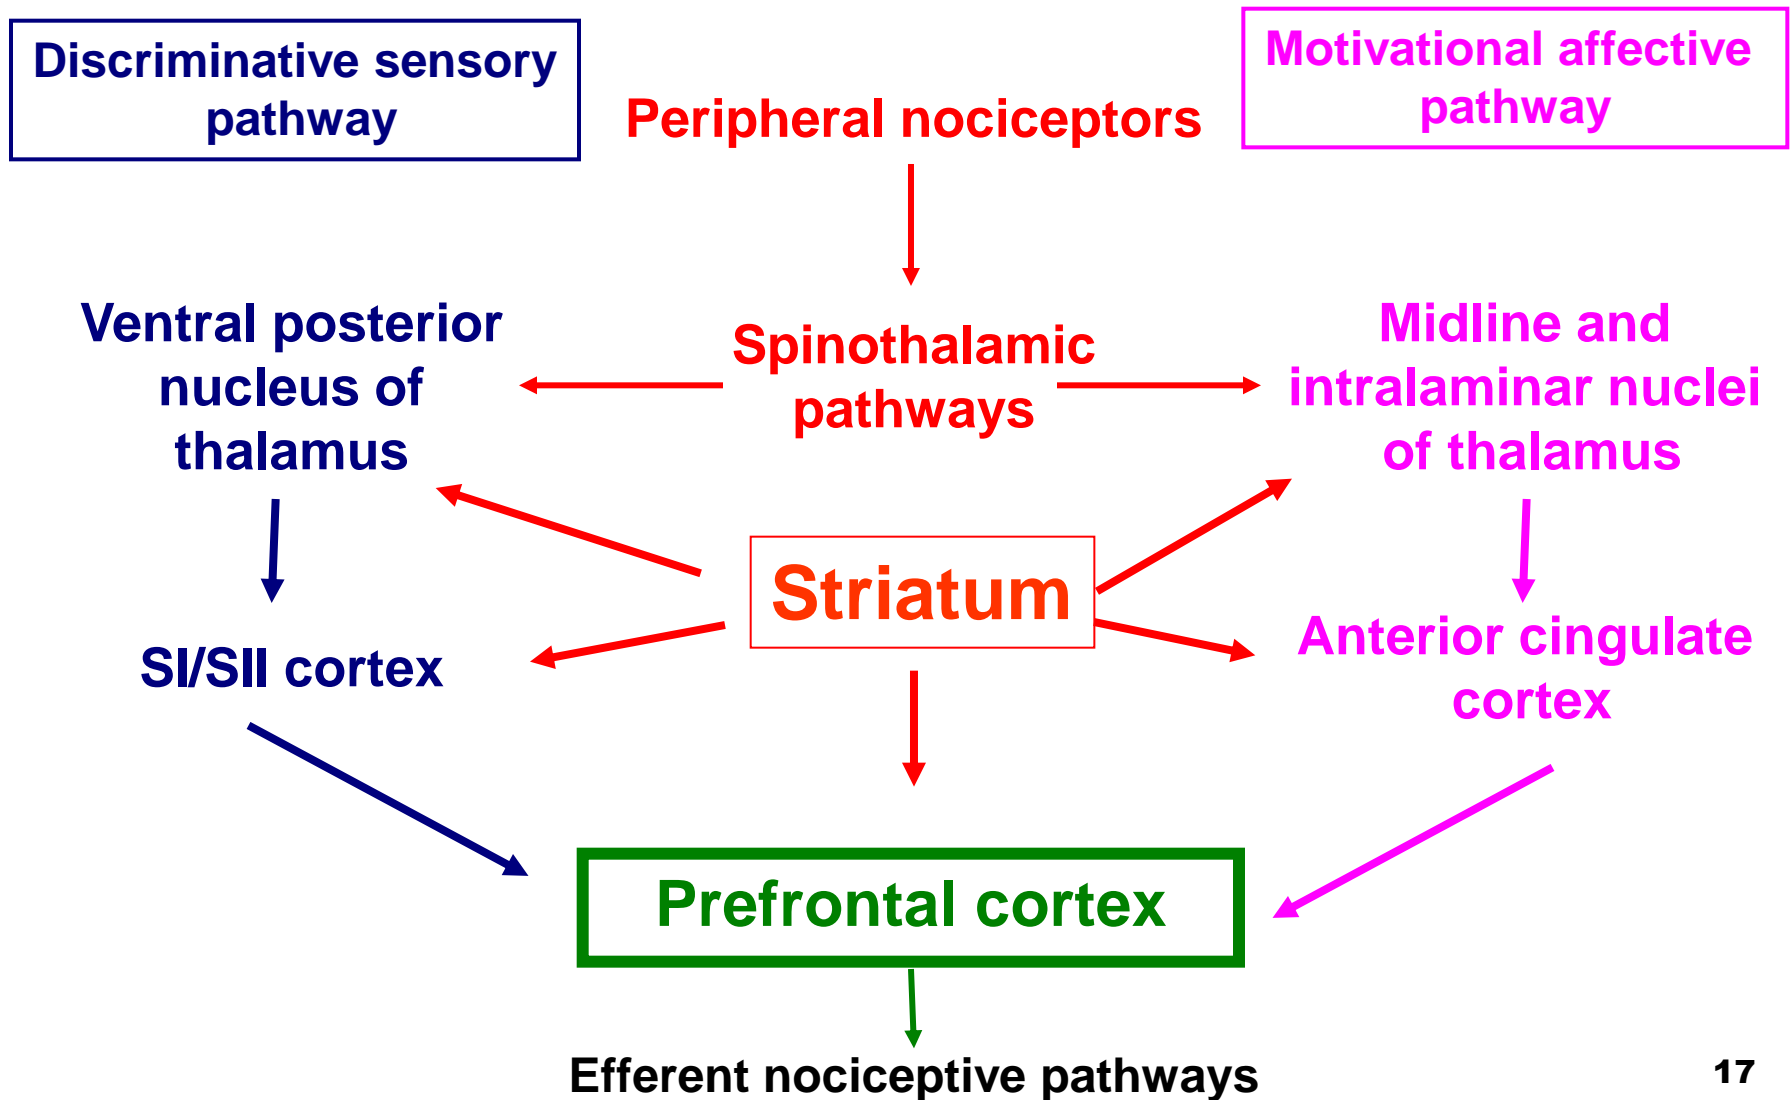 Discriminative sensory
pathway
Peripheral nociceptors
Motivational affective
pathway
Ventral posterior
nucleus of
thalamus
Spinothalamic
pathways
Midline and
intralaminar nuclei
of thalamus
Striatum
SI/SII cortex
Anterior cingulate
cortex
Prefrontal cortex
Efferent nociceptive pathways
17